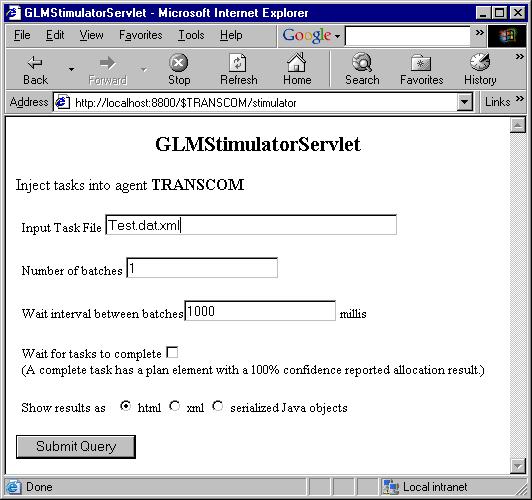 GLMStimulatorServlet - Microsoft Internet Explorer
File Edit View Favorites Tools Help Google »
Back Forward Stop Refresh Home Search Favorites History »
Address http://localhost:8800/$TRANSCOM/stimulator Links »
GLMStimulatorServlet
Inject tasks into agent TRANSCOM
Input Task File Test.dat.xml
Number of batches 1
Wait interval between batches 1000 millis
Wait for tasks to complete
(A complete task has a plan element with a 100% confidence reported allocation result.)
Show results as html xml serialized Java objects
Submit Query
Done Local intranet